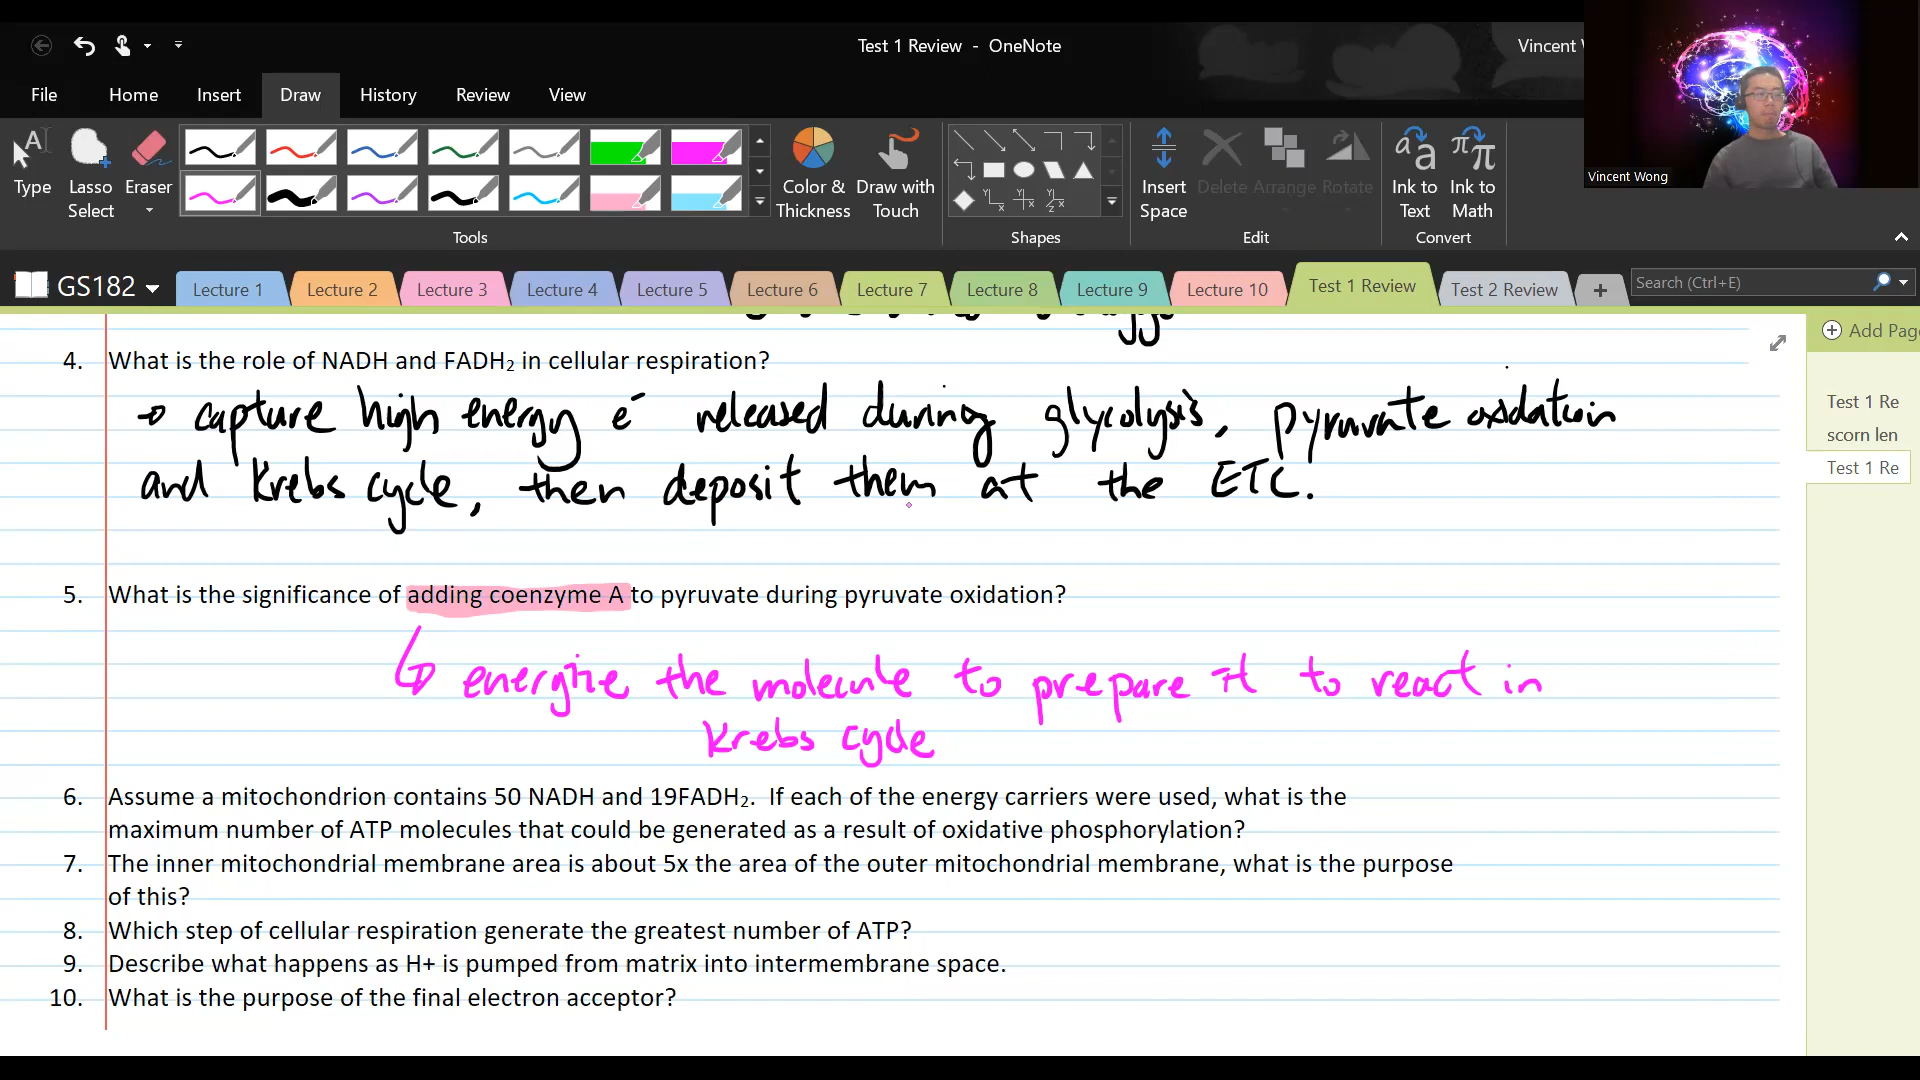 Test 1 Review - OneNote
Vincent W
File Home Insert Draw History Review View
Type
Lasso Select
Eraser
Color & Thickness
Draw with Touch
Insert Space
Delete Arrange Rotate
Ink to Text
Ink to Math
Tools Shapes Edit Convert
Vincent Wong
GS182 Lecture 1 Lecture 2 Lecture 3 Lecture 4 Lecture 5 Lecture 6 Lecture 7 Lecture 8 Lecture 9 Lecture 10 Test 1 Review Test 2 Review + Search (Ctrl+E)
Add Pag
Test 1 Re
scorn len
Test 1 Re
4. What is the role of NADH and FADH₂ in cellular respiration?
→ capture high energy e⁻ released during glycolysis, pyruvate oxidation
and Krebs cycle, then deposit them at the ETC.
5. What is the significance of adding coenzyme A to pyruvate during pyruvate oxidation?
↳ energize the molecule to prepare it to react in
Krebs cycle
6. Assume a mitochondrion contains 50 NADH and 19FADH₂. If each of the energy carriers were used, what is the
maximum number of ATP molecules that could be generated as a result of oxidative phosphorylation?
7. The inner mitochondrial membrane area is about 5x the area of the outer mitochondrial membrane, what is the purpose
of this?
8. Which step of cellular respiration generate the greatest number of ATP?
9. Describe what happens as H+ is pumped from matrix into intermembrane space.
10. What is the purpose of the final electron acceptor?